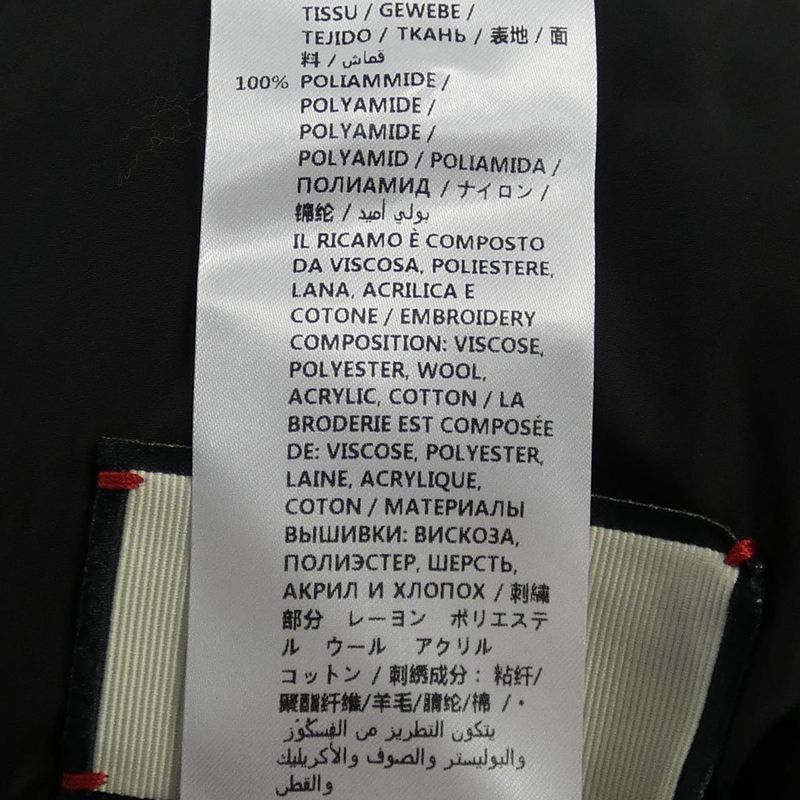 TISSU / GEWEBE /
TEJIDO / ТКАНЬ / 表地 / 面
料 / قماش
100% POLIAMMIDE /
POLYAMIDE /
POLYAMIDE /
POLYAMID / POLIAMIDA /
ПОЛИАМИД / ナイロン /
锦纶 / بولي أميد
IL RICAMO È COMPOSTO
DA VISCOSA, POLIESTERE,
LANA, ACRILICA E
COTONE / EMBROIDERY
COMPOSITION: VISCOSE,
POLYESTER, WOOL,
ACRYLIC, COTTON / LA
BRODERIE EST COMPOSÉE
DE: VISCOSE, POLYESTER,
LAINE, ACRYLIQUE,
COTON / МАТЕРИАЛЫ
ВЫШИВКИ: ВИСКОЗА,
ПОЛИЭСТЕР, ШЕРСТЬ,
АКРИЛ И ХЛОПОХ / 刺繍
部分 レーヨン ポリエステ
ル ウール アクリル
コットン / 刺绣成分：粘纤/
聚酯纤维/羊毛/腈纶/棉 / ·
يتكون التطريز من الفسكوز
والبوليستر والصوف والأكريليك
والقطن